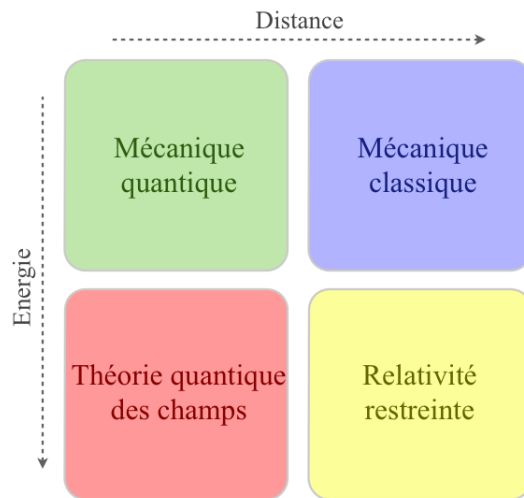 Distance
Energie
Mécanique
quantique
Mécanique
classique
Théorie quantique
des champs
Relativité
restreinte